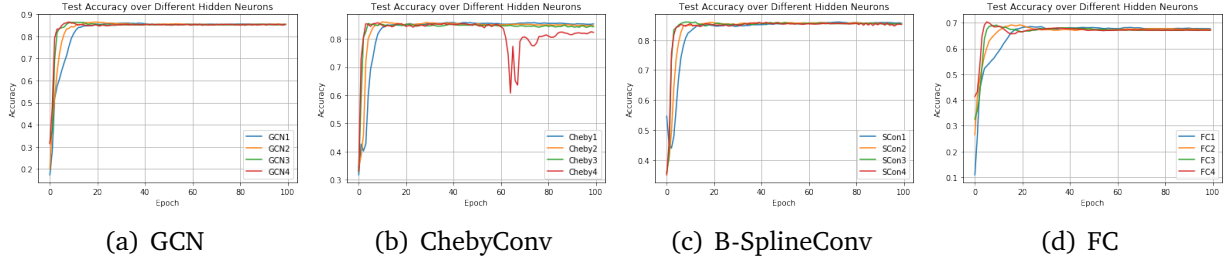 Test Accuracy over Different Hidden Neurons
0.9
0.8
0.7
0.6
0.5
0.4
0.3
0.2
Accuracy
0 20 40 60 80 100
Epoch
GCN1
GCN2
GCN3
GCN4
(a) GCN
Test Accuracy over Different Hidden Neurons
0.9
0.8
0.7
0.6
0.5
0.4
0.3
Accuracy
0 20 40 60 80 100
Epoch
Cheby1
Cheby2
Cheby3
Cheby4
(b) ChebyConv
Test Accuracy over Different Hidden Neurons
0.8
0.7
0.6
0.5
0.4
Accuracy
0 20 40 60 80 100
Epoch
SCon1
SCon2
SCon3
SCon4
(c) B-SplineConv
Test Accuracy over Different Hidden Neurons
0.7
0.6
0.5
0.4
0.3
0.2
0.1
Accuracy
0 20 40 60 80 100
Epoch
FC1
FC2
FC3
FC4
(d) FC